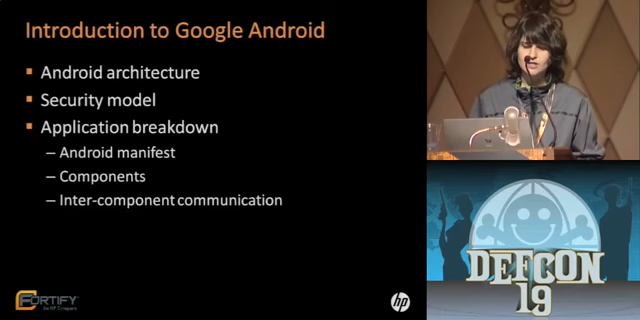 Introduction to Google Android
Android architecture
Security model
Application breakdown
– Android manifest
– Components
– Inter-component communication
FORTIFY
An HP Company
hp
DEFCON
19